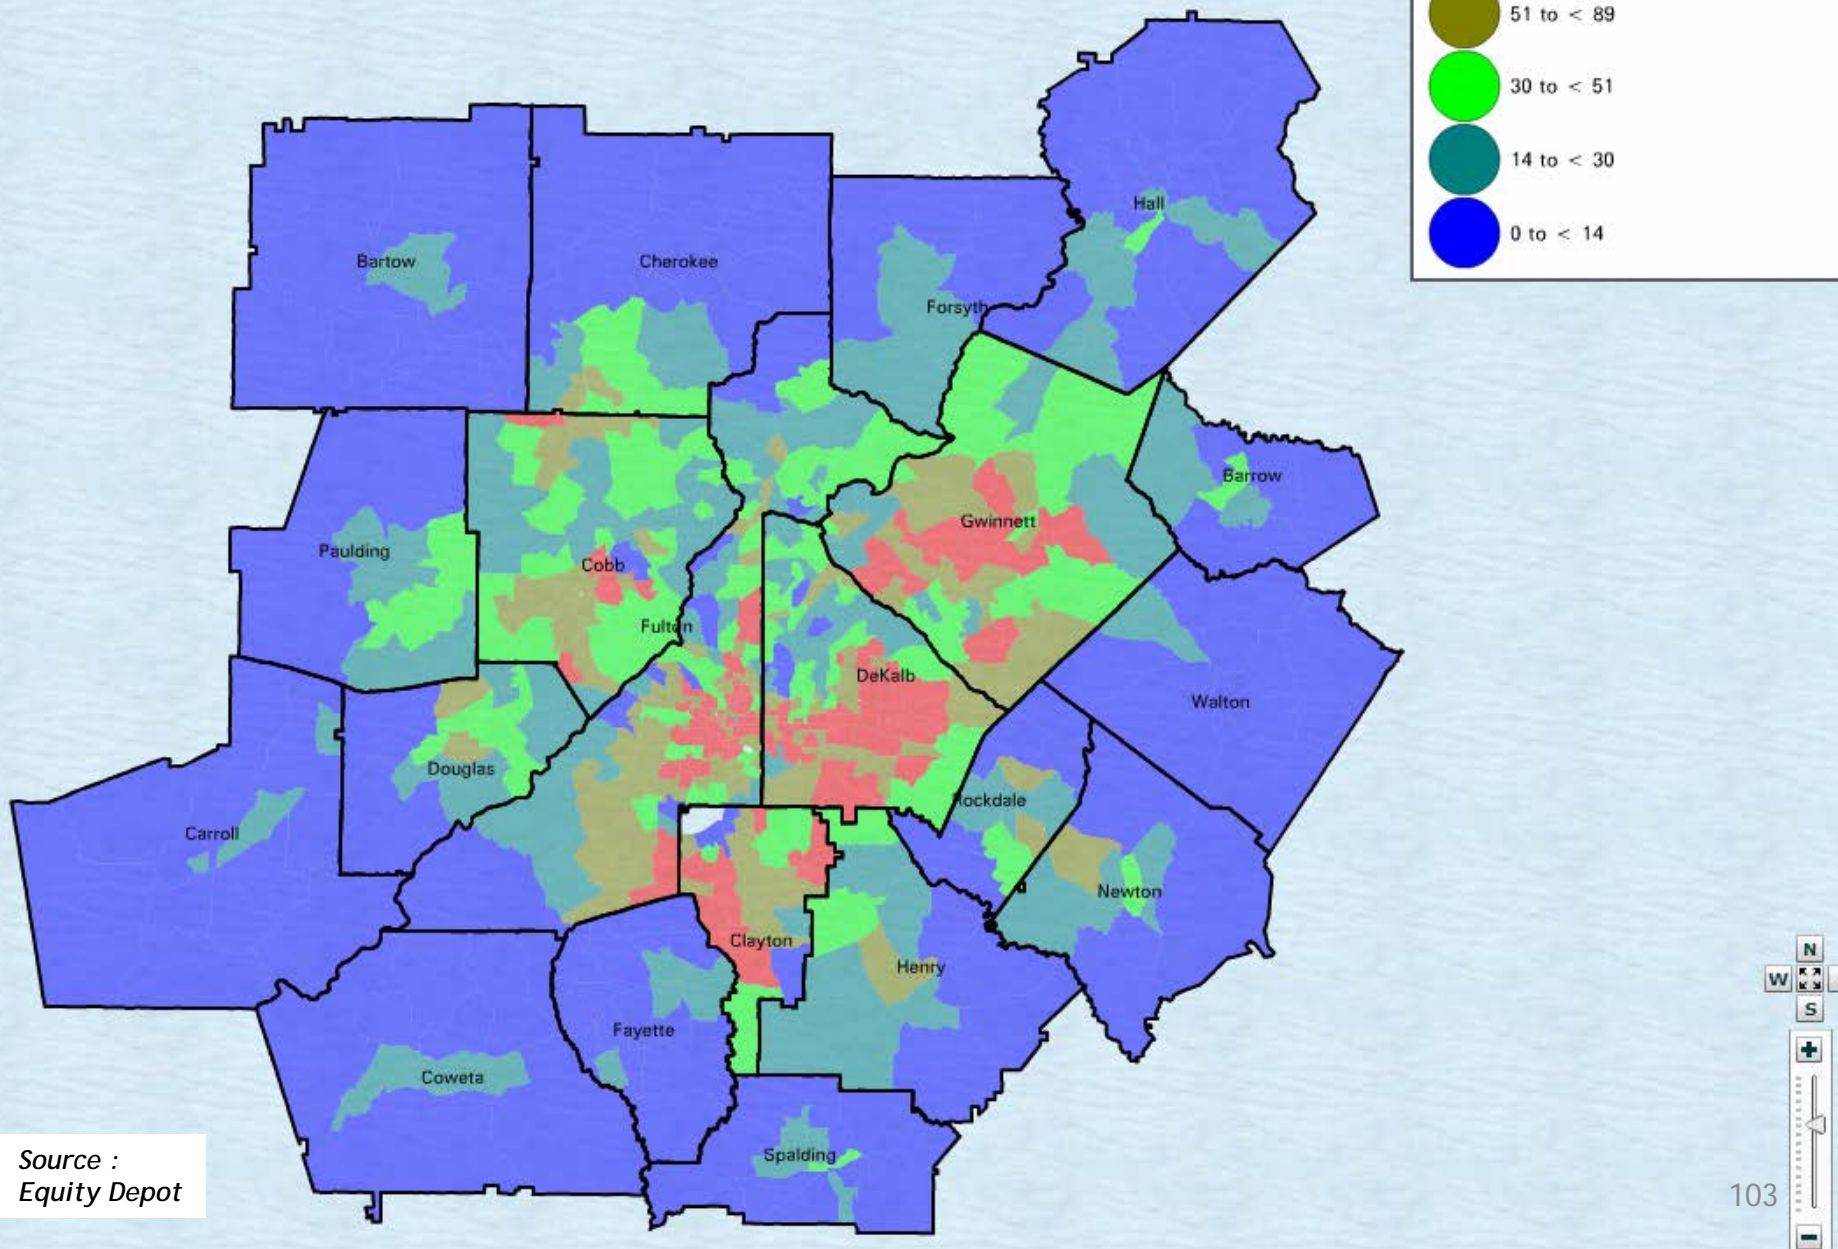 51 to < 89
30 to < 51
14 to < 30
0 to < 14
Hall
Bartow
Cherokee
Forsyth
Barrow
Gwinnett
Paulding
Cobb
Fulton
DeKalb
Walton
Douglas
Rockdale
Carroll
Newton
Clayton
Henry
Fayette
Coweta
Spalding
N
W
S
Source :
Equity Depot
103